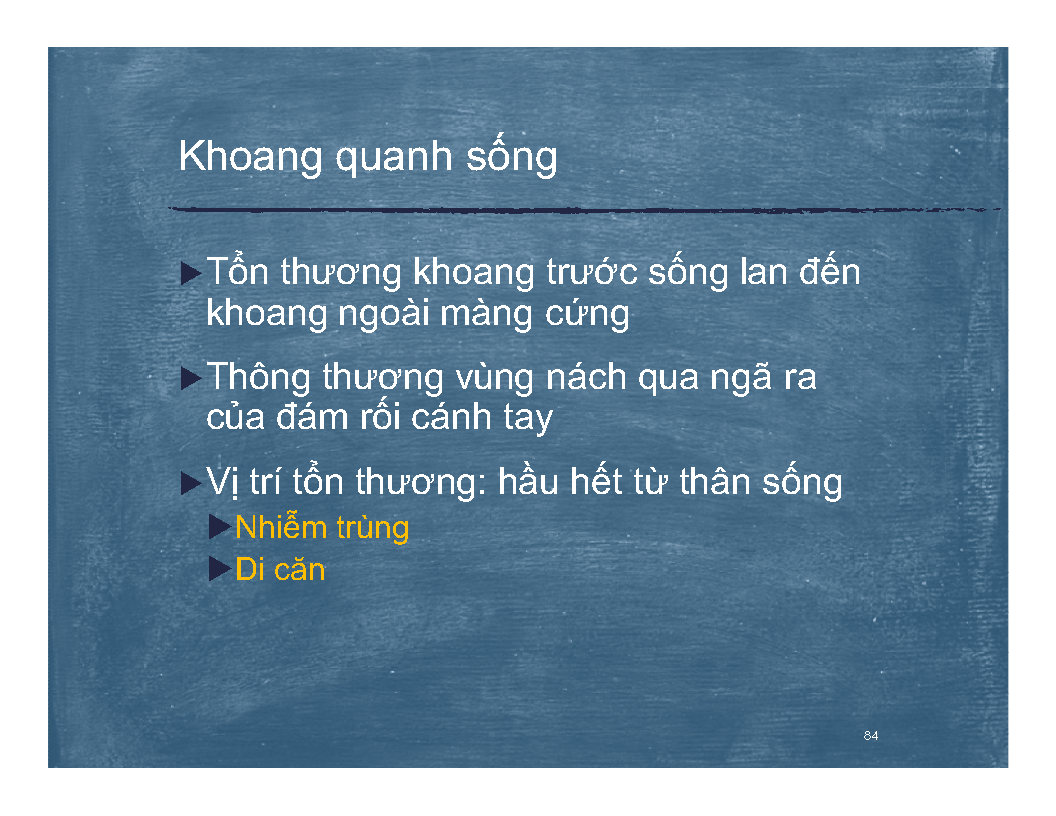 Khoang quanh sống
Tổn thương khoang trước sống lan đến
khoang ngoài màng cứng
Thông thương vùng nách qua ngã ra
của đám rối cánh tay
Vị trí tổn thương: hầu hết từ thân sống
Nhiễm trùng
Di căn
84